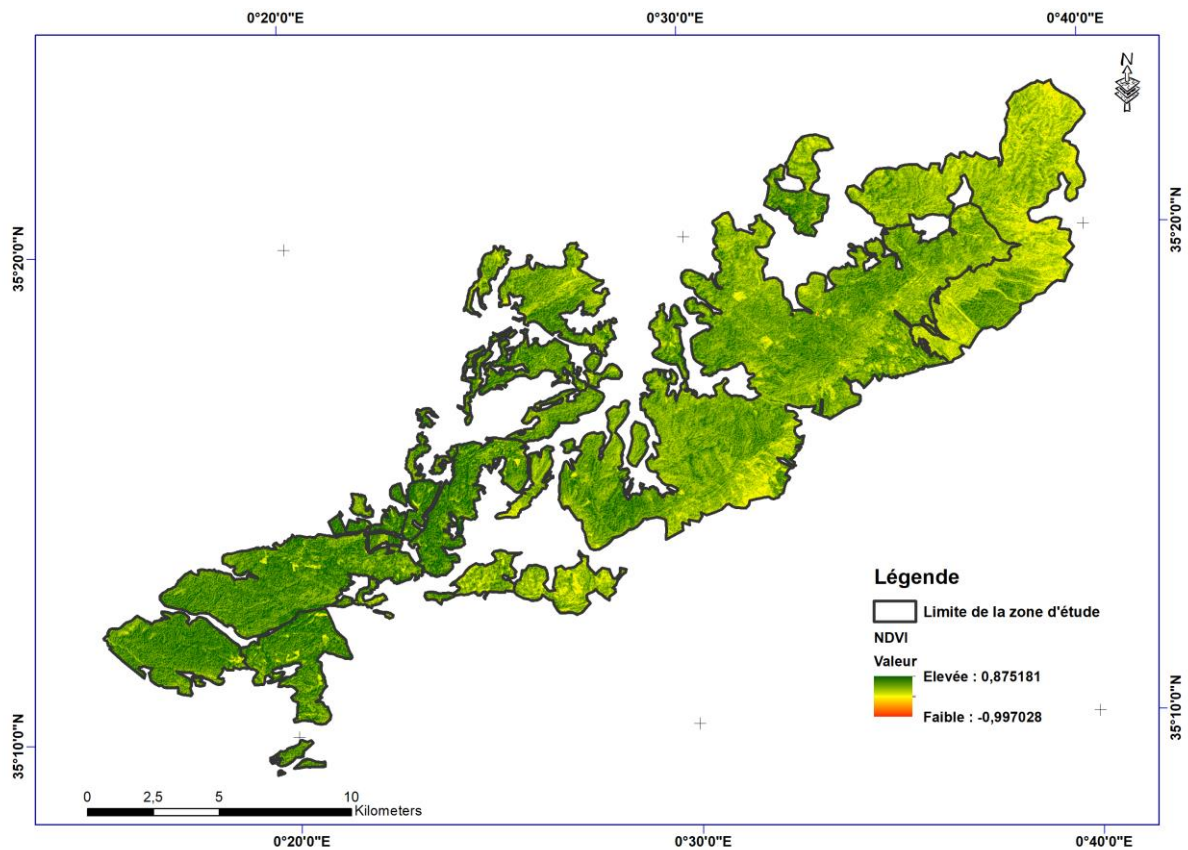 0°20'0"E 0°30'0"E 0°40'0"E
N
35°20'0"N
35°20'0"N
Légende
Limite de la zone d'étude
NDVI
Valeur
Elevée : 0,875181
Faible : -0,997028
35°10'0"N
35°10'0"N
0 2,5 5 10
Kilometers
0°20'0"E 0°30'0"E 0°40'0"E